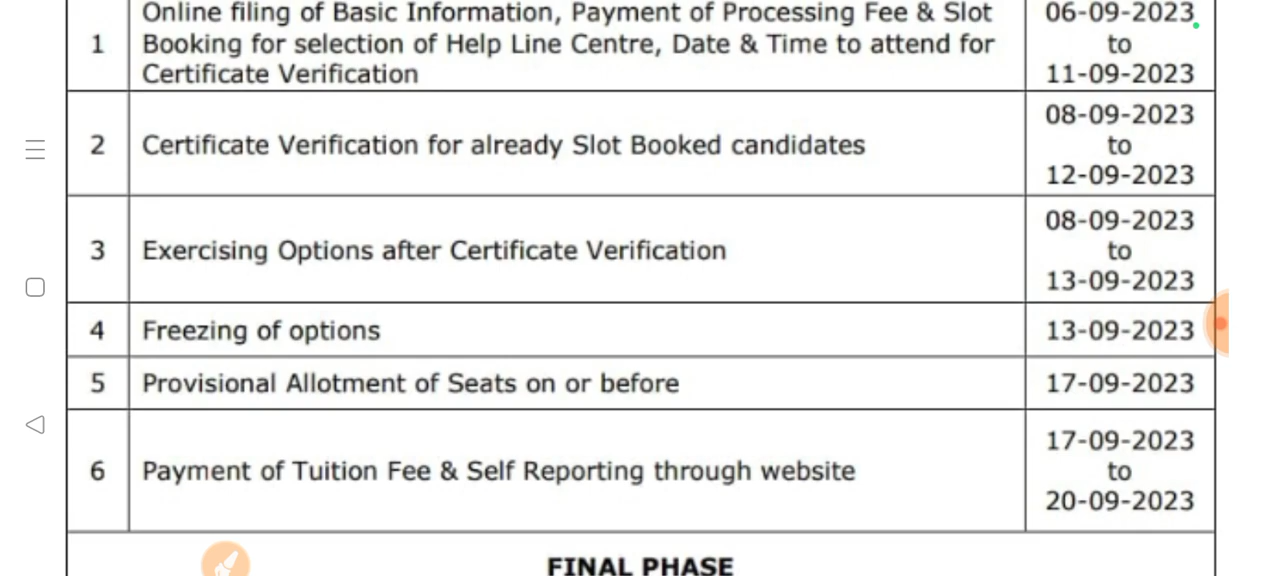 Online filing of Basic Information, Payment of Processing Fee & Slot
1 Booking for selection of Help Line Centre, Date & Time to attend for
Certificate Verification
06-09-2023
to
11-09-2023
2 Certificate Verification for already Slot Booked candidates
08-09-2023
to
12-09-2023
3 Exercising Options after Certificate Verification
08-09-2023
to
13-09-2023
4 Freezing of options 13-09-2023
5 Provisional Allotment of Seats on or before 17-09-2023
6 Payment of Tuition Fee & Self Reporting through website
17-09-2023
to
20-09-2023
FINAL PHASE